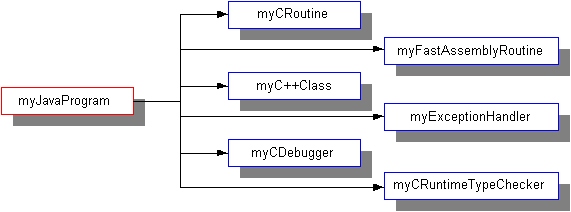 myCRoutine
myFastAssemblyRoutine
myC++Class
myJavaProgram
myExceptionHandler
myCDebugger
myCRuntimeTypeChecker